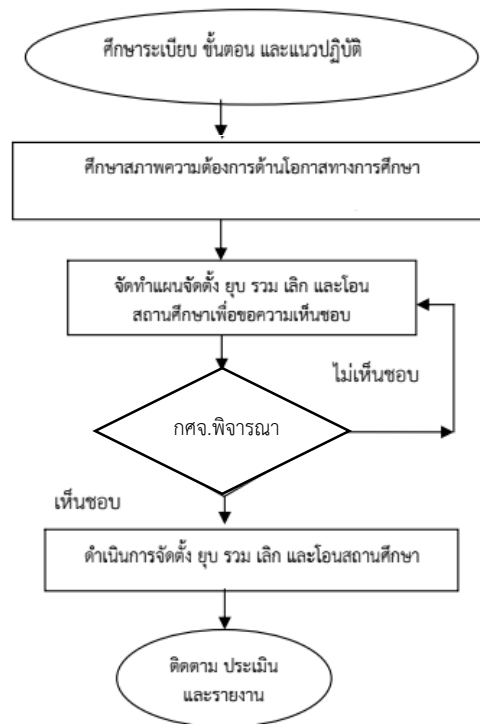 ศึกษาระเบียบ ขั้นตอน และแนวปฏิบัติ
ศึกษาสภาพความต้องการด้านโอกาสทางการศึกษา
จัดทำแผนจัดตั้ง ยุบ รวม เลิก และโอน
สถานศึกษาเพื่อขอความเห็นชอบ
ไม่เห็นชอบ
กศจ.พิจารณา
เห็นชอบ
ดำเนินการจัดตั้ง ยุบ รวม เลิก และโอนสถานศึกษา
ติดตาม ประเมิน
และรายงาน